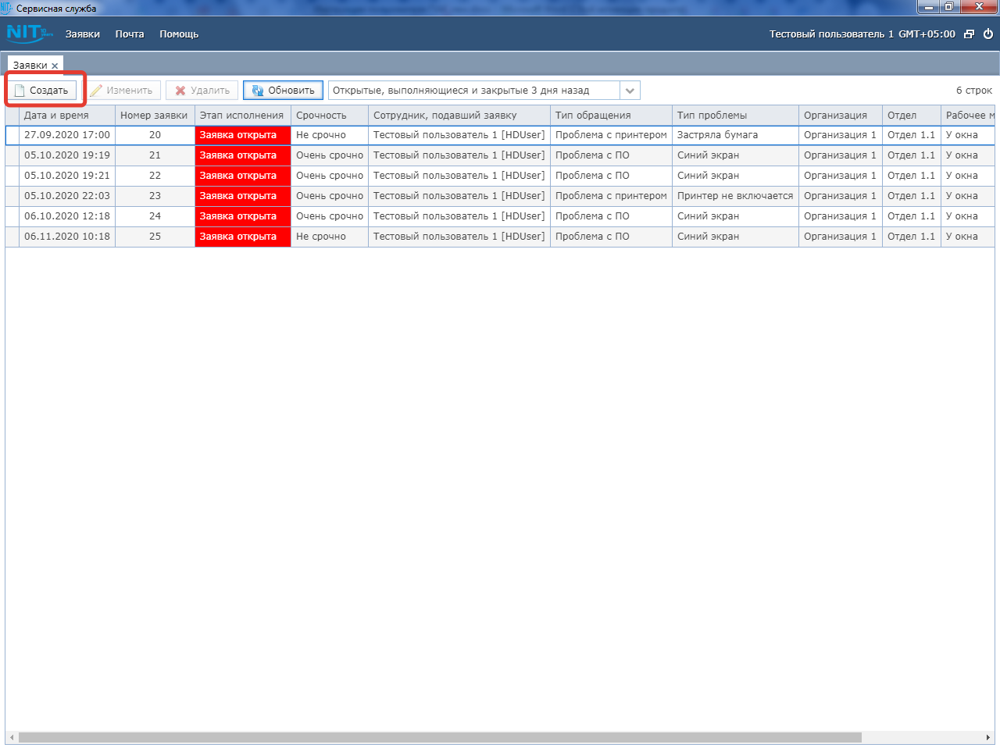 NIT Сервисная служба
NIT Заявки Почта Помощь Тестовый пользователь 1 GMT+05:00
Заявки x
Создать Изменить Удалить Обновить Открытые, выполняющиеся и закрытые 3 дня назад 6 строк
Дата и время Номер заявки Этап исполнения Срочность Сотрудник, подавший заявку Тип обращения Тип проблемы Организация Отдел Рабочее м
27.09.2020 17:00 20 Заявка открыта Не срочно Тестовый пользователь 1 [HDUser] Проблема с принтером Застряла бумага Организация 1 Отдел 1.1 У окна
05.10.2020 19:19 21 Заявка открыта Очень срочно Тестовый пользователь 1 [HDUser] Проблема с ПО Синий экран Организация 1 Отдел 1.1 У окна
05.10.2020 19:21 22 Заявка открыта Очень срочно Тестовый пользователь 1 [HDUser] Проблема с ПО Синий экран Организация 1 Отдел 1.1 У окна
05.10.2020 22:03 23 Заявка открыта Очень срочно Тестовый пользователь 1 [HDUser] Проблема с принтером Принтер не включается Организация 1 Отдел 1.1 У окна
06.10.2020 12:18 24 Заявка открыта Очень срочно Тестовый пользователь 1 [HDUser] Проблема с ПО Синий экран Организация 1 Отдел 1.1 У окна
06.11.2020 10:18 25 Заявка открыта Не срочно Тестовый пользователь 1 [HDUser] Проблема с ПО Синий экран Организация 1 Отдел 1.1 У окна